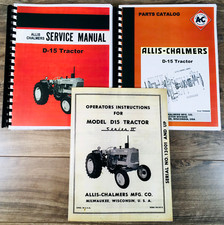 ALLIS
CHALMERS
SERVICE MANUAL
D-15 Tractor
PARTS CATALOG
ALLIS-CHALMERS
D-15 Tractor
OPERATORS INSTRUCTIONS
FOR
MODEL D15 TRACTOR
Series II
SERIAL NO. 13001 AND UP
ALLIS-CHALMERS MFG. CO.
MILWAUKEE, WISCONSIN, U. S. A.